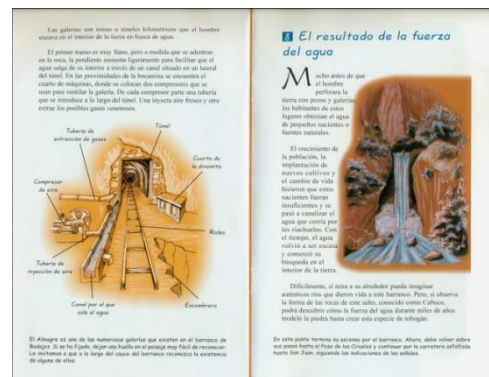 Las galerías son minas o túneles kilométricos que el hombre
excava en el interior de la tierra en busca de agua.
El primer tramo es muy llano, pero a medida que se adentran
en la roca, la pendiente aumenta ligeramente para facilitar que el
agua salga de su interior a través de un canal situado en un lateral
del túnel. En las proximidades de la bocamina se encuentra el
cuarto de máquinas, donde se colocan dos compresores que se
usan para ventilar la galería. De cada compresor parte una tubería
que se introduce a lo largo del túnel. Una inyecta aire fresco y otra
extrae los posibles gases venenosos.
Tubería de
extracción de gases
Túnel
Cuarto de
la dinamita
Compresor
de aire
Raíles
Tubería de
inyección de aire
Canal por el que
sale el agua
Escombrera
El Almagre es una de las numerosas galerías que existen en el barranco de
Badajoz. Si se ha fijado, dejan una huella en el paisaje muy fácil de reconocer.
Le invitamos a que a lo largo del cauce del barranco reconozca la existencia
de alguna de ellas.
8 El resultado de la fuerza
del agua
Mucho antes de que
el hombre
perforara la
tierra con pozos y galerías,
los habitantes de estos
lugares obtenían el agua
de pequeños nacientes o
fuentes naturales.
El crecimiento de
la población, la
implantación de
nuevos cultivos y
el cambio de vida
hicieron que estos
nacientes fueran
insuficientes y se
pasó a canalizar el
agua que corría por
los riachuelos. Con
el tiempo, el agua
volvió a ser escasa
y comenzó su
búsqueda en el
interior de la tierra.
Difícilmente, si mira a su alrededor pueda imaginar
auténticos ríos que dieron vida a este barranco. Pero, si observa
la forma de las rocas de este salto, conocido como Cabuco,
podrá descubrir cómo la fuerza del agua durante miles de años
modeló la piedra hasta crear esta especie de tobogán.
En este punto termina su ascenso por el barranco. Ahora, debe volver sobre
sus pasos hasta el Pozo de los Cruelos y continuar por la carretera asfaltada
hasta San Juan, siguiendo las indicaciones de las señales.